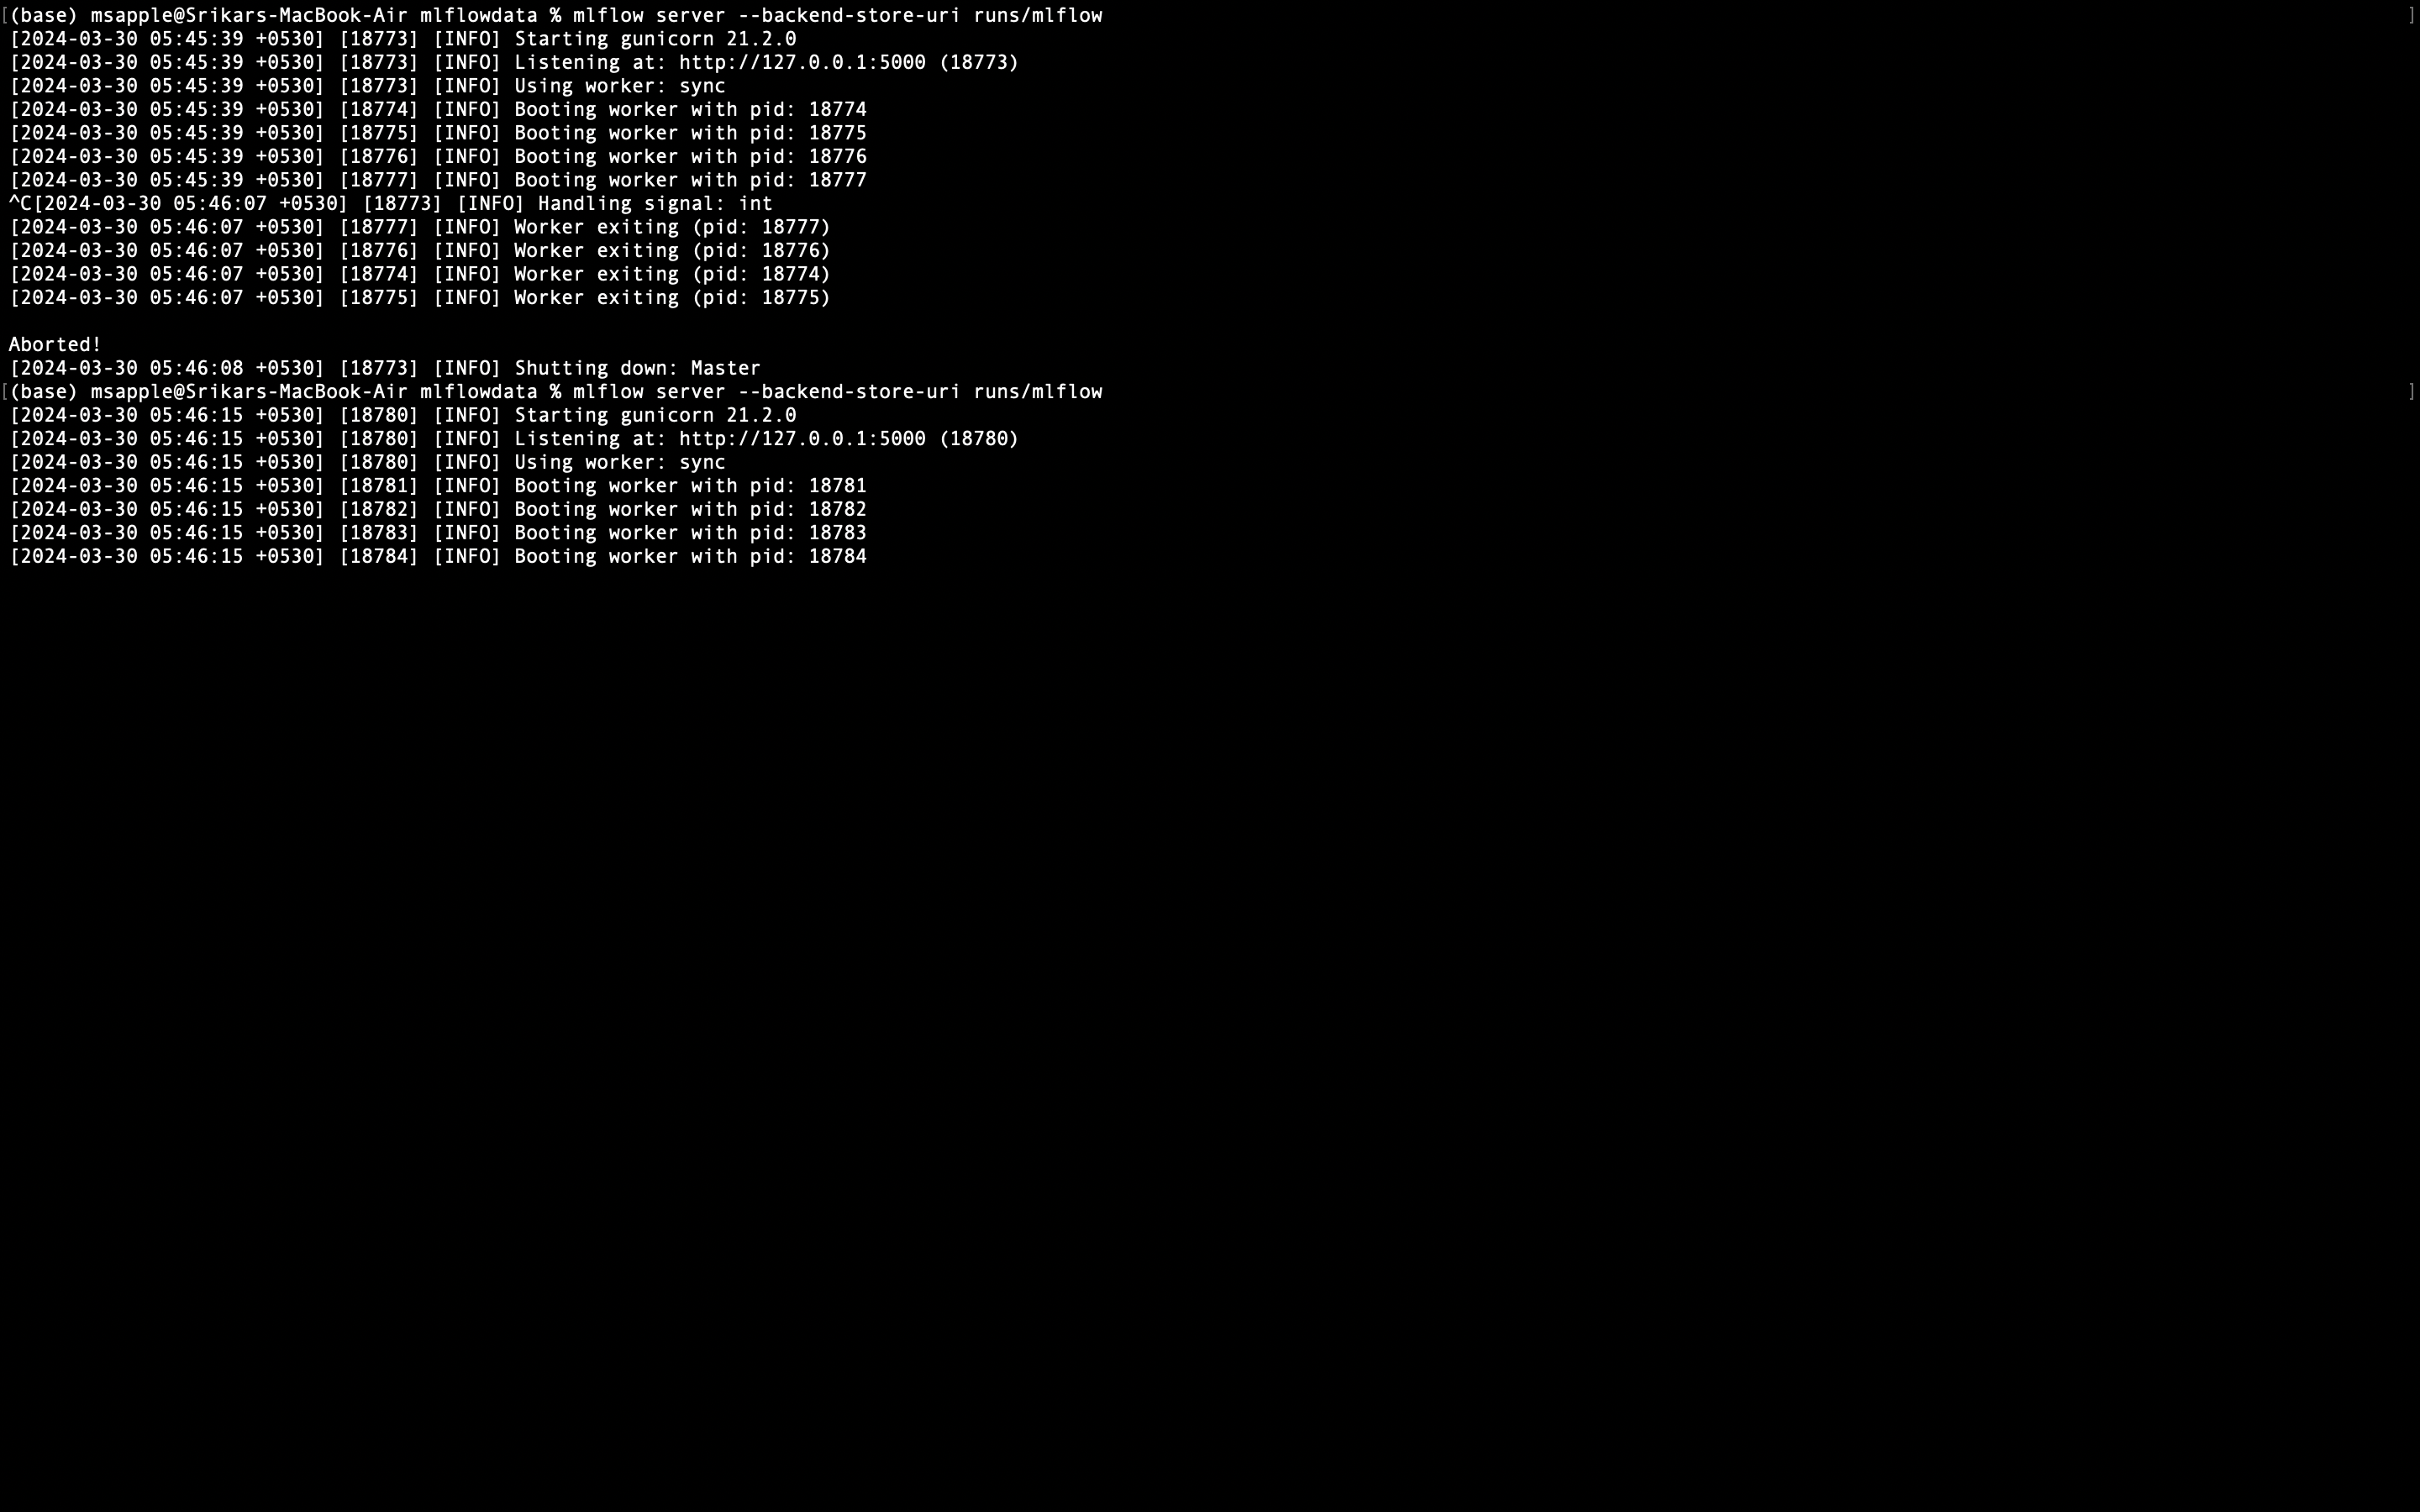 [(base) msapple@Srikars-MacBook-Air mlflowdata % mlflow server --backend-store-uri runs/mlflow ]
[2024-03-30 05:45:39 +0530] [18773] [INFO] Starting gunicorn 21.2.0
[2024-03-30 05:45:39 +0530] [18773] [INFO] Listening at: http://127.0.0.1:5000 (18773)
[2024-03-30 05:45:39 +0530] [18773] [INFO] Using worker: sync
[2024-03-30 05:45:39 +0530] [18774] [INFO] Booting worker with pid: 18774
[2024-03-30 05:45:39 +0530] [18775] [INFO] Booting worker with pid: 18775
[2024-03-30 05:45:39 +0530] [18776] [INFO] Booting worker with pid: 18776
[2024-03-30 05:45:39 +0530] [18777] [INFO] Booting worker with pid: 18777
^C[2024-03-30 05:46:07 +0530] [18773] [INFO] Handling signal: int
[2024-03-30 05:46:07 +0530] [18777] [INFO] Worker exiting (pid: 18777)
[2024-03-30 05:46:07 +0530] [18776] [INFO] Worker exiting (pid: 18776)
[2024-03-30 05:46:07 +0530] [18774] [INFO] Worker exiting (pid: 18774)
[2024-03-30 05:46:07 +0530] [18775] [INFO] Worker exiting (pid: 18775)
Aborted!
[2024-03-30 05:46:08 +0530] [18773] [INFO] Shutting down: Master
[(base) msapple@Srikars-MacBook-Air mlflowdata % mlflow server --backend-store-uri runs/mlflow ]
[2024-03-30 05:46:15 +0530] [18780] [INFO] Starting gunicorn 21.2.0
[2024-03-30 05:46:15 +0530] [18780] [INFO] Listening at: http://127.0.0.1:5000 (18780)
[2024-03-30 05:46:15 +0530] [18780] [INFO] Using worker: sync
[2024-03-30 05:46:15 +0530] [18781] [INFO] Booting worker with pid: 18781
[2024-03-30 05:46:15 +0530] [18782] [INFO] Booting worker with pid: 18782
[2024-03-30 05:46:15 +0530] [18783] [INFO] Booting worker with pid: 18783
[2024-03-30 05:46:15 +0530] [18784] [INFO] Booting worker with pid: 18784